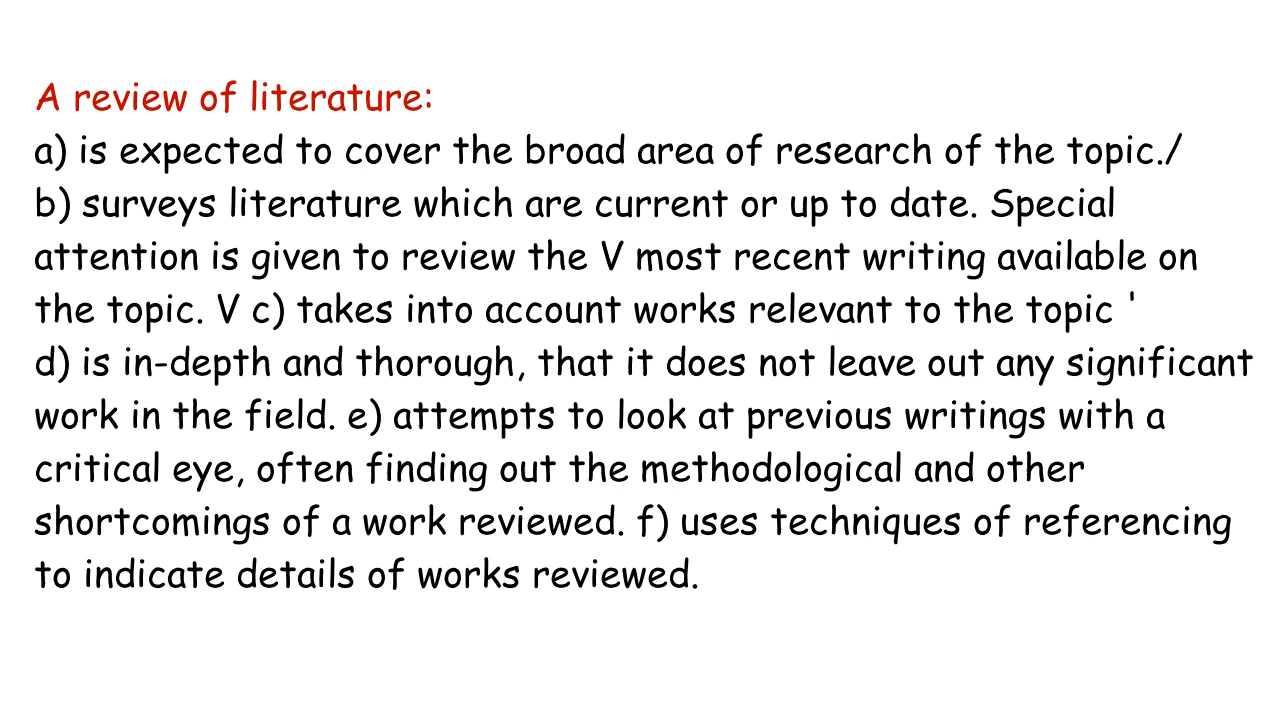 A review of literature:
a) is expected to cover the broad area of research of the topic./
b) surveys literature which are current or up to date. Special
attention is given to review the V most recent writing available on
the topic. V c) takes into account works relevant to the topic '
d) is in-depth and thorough, that it does not leave out any significant
work in the field. e) attempts to look at previous writings with a
critical eye, often finding out the methodological and other
shortcomings of a work reviewed. f) uses techniques of referencing
to indicate details of works reviewed.